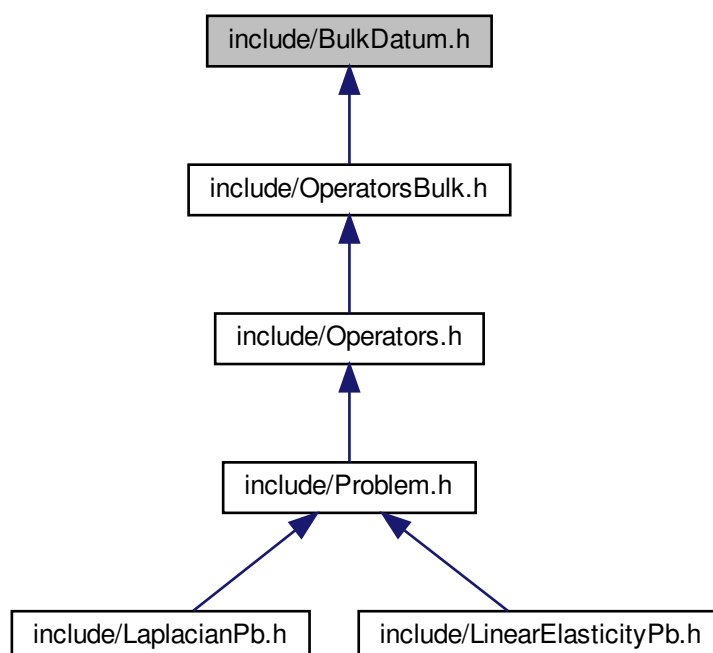 include/BulkDatum.h
include/OperatorsBulk.h
include/Operators.h
include/Problem.h
include/LaplacianPb.h
include/LinearElasticityPb.h